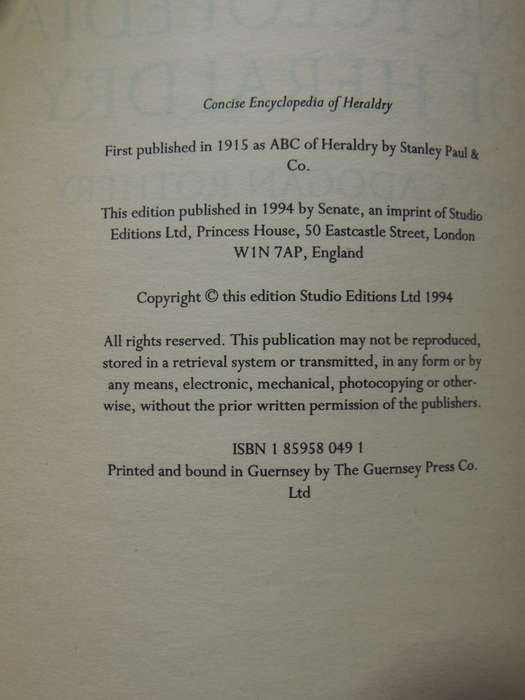 Concise Encyclopedia of Heraldry
First published in 1915 as ABC of Heraldry by Stanley Paul &
Co.
This edition published in 1994 by Senate, an imprint of Studio
Editions Ltd, Princess House, 50 Eastcastle Street, London
W1N 7AP, England
Copyright © this edition Studio Editions Ltd 1994
All rights reserved. This publication may not be reproduced,
stored in a retrieval system or transmitted, in any form or by
any means, electronic, mechanical, photocopying or other-
wise, without the prior written permission of the publishers.
ISBN 1 85958 049 1
Printed and bound in Guernsey by The Guernsey Press Co.
Ltd